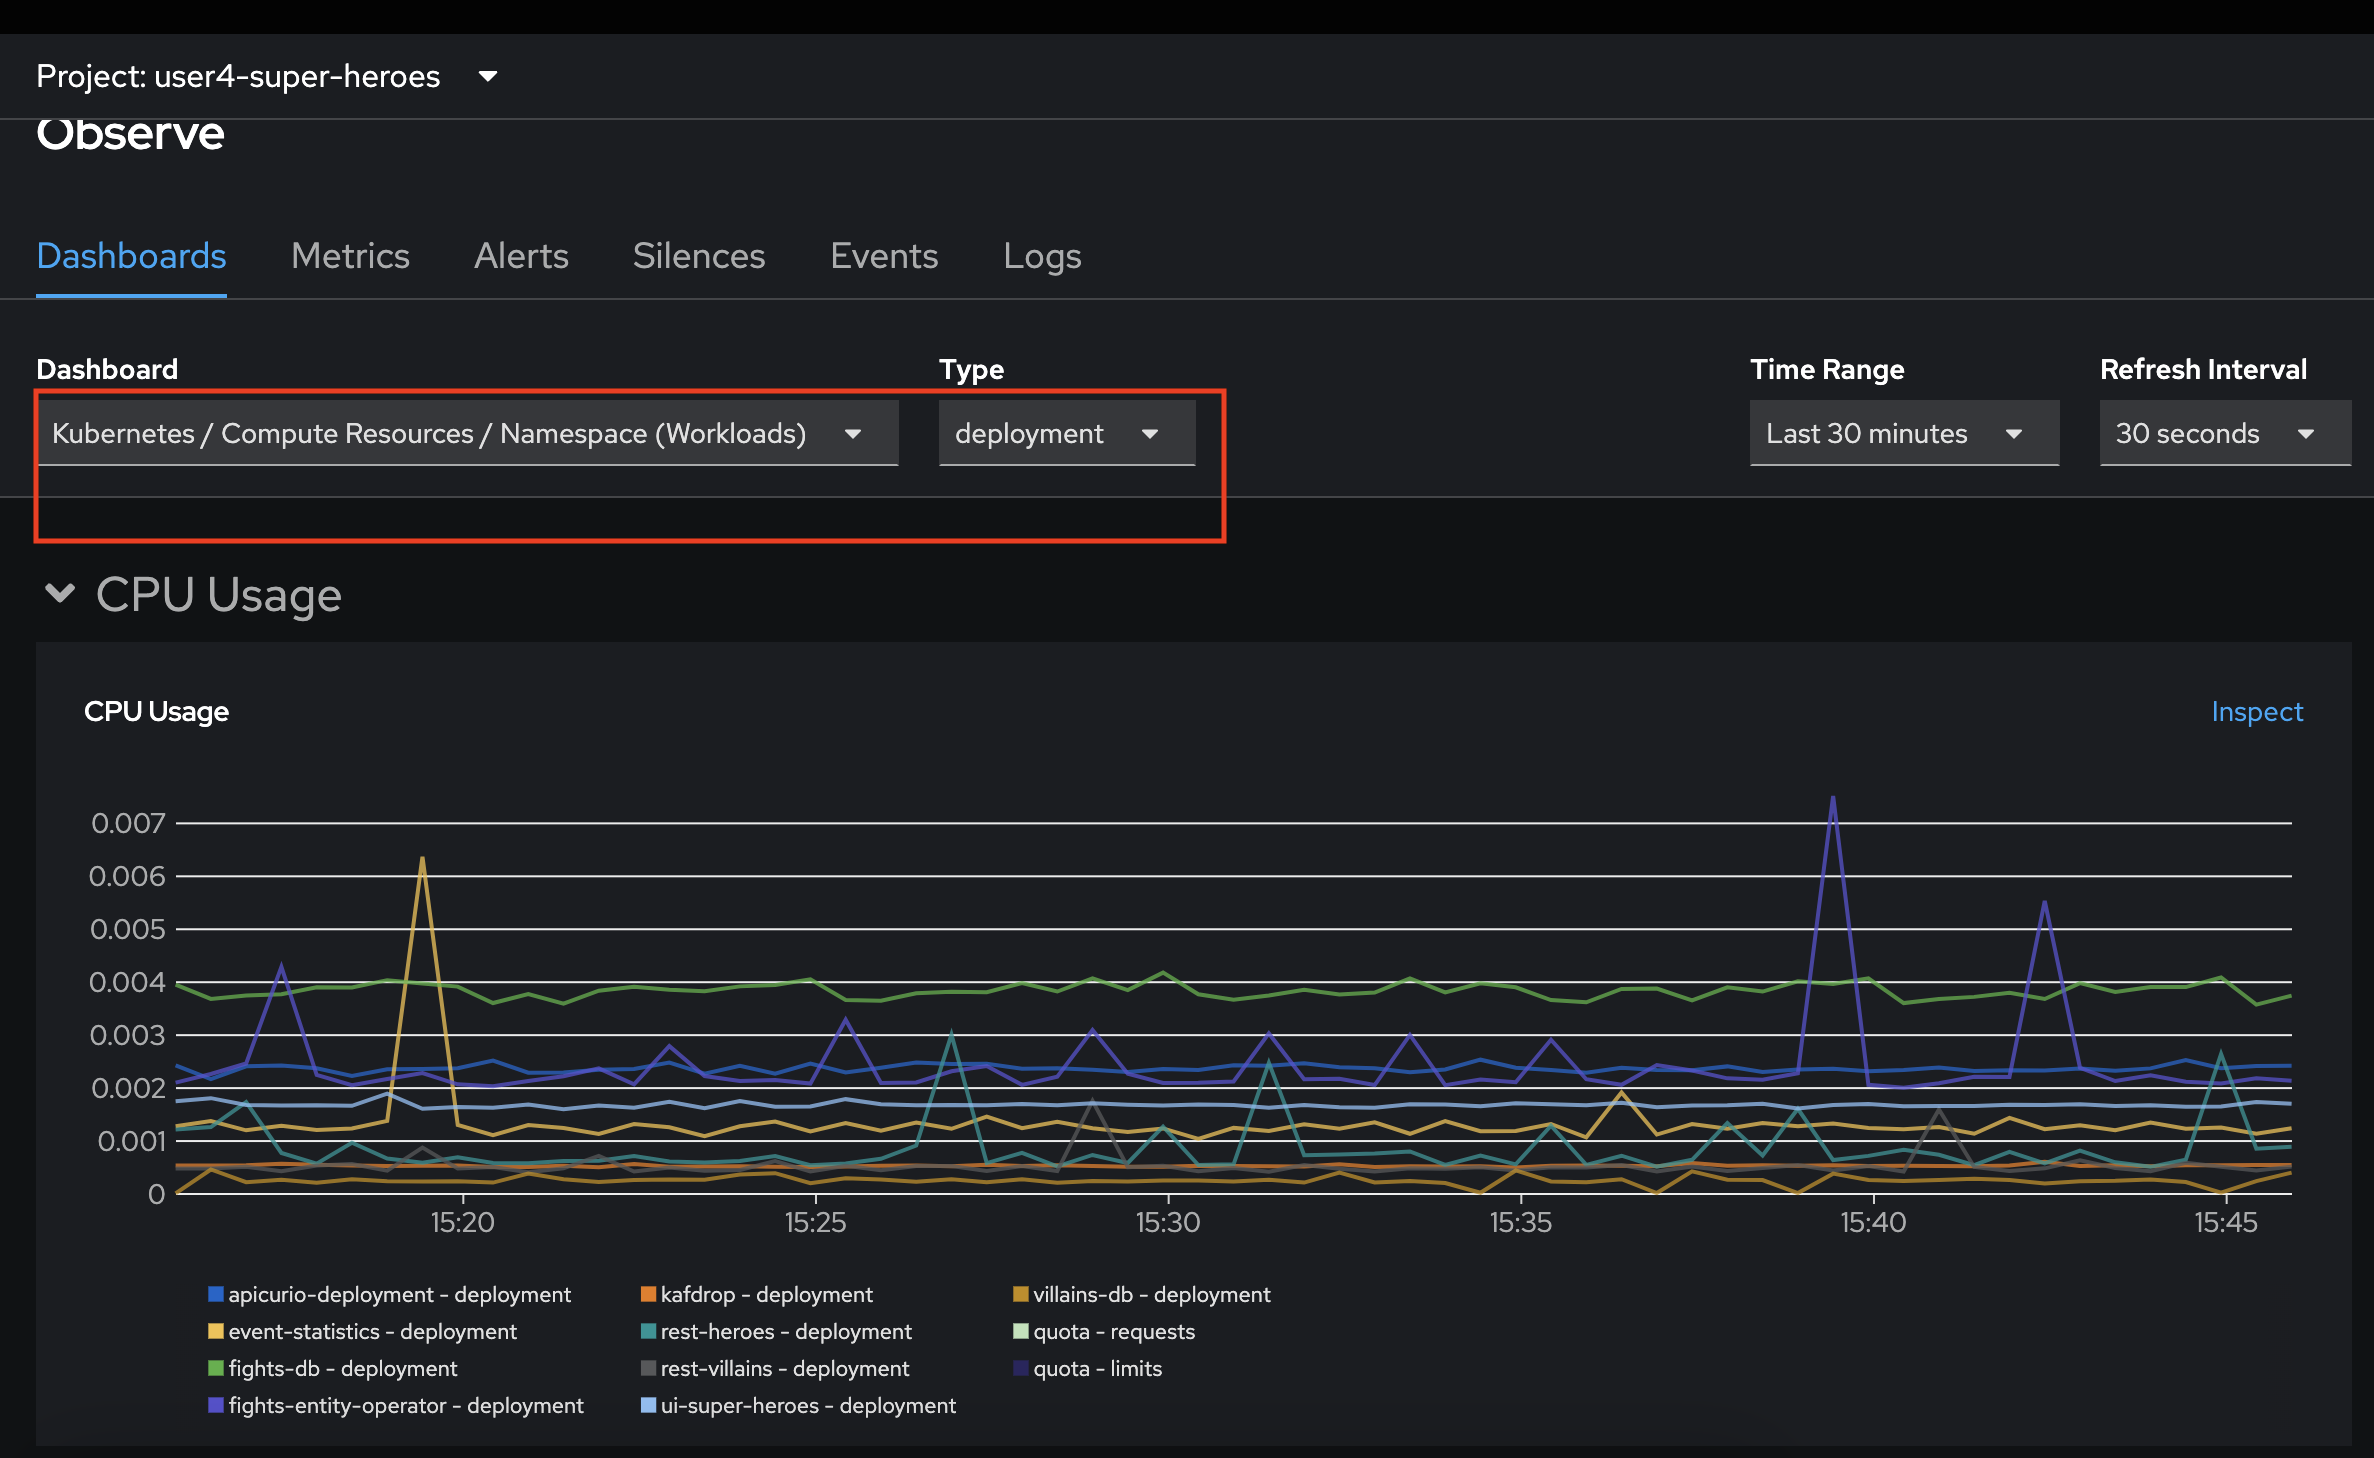 Project: user4-super-heroes
Observe
Dashboards Metrics Alerts Silences Events Logs
Dashboard Type Time Range Refresh Interval
Kubernetes / Compute Resources / Namespace (Workloads) deployment Last 30 minutes 30 seconds
CPU Usage
CPU Usage Inspect
0.007
0.006
0.005
0.004
0.003
0.002
0.001
0
15:20 15:25 15:30 15:35 15:40 15:45
apicurio-deployment - deployment kafdrop - deployment villains-db - deployment
event-statistics - deployment rest-heroes - deployment quota - requests
fights-db - deployment rest-villains - deployment quota - limits
fights-entity-operator - deployment ui-super-heroes - deployment